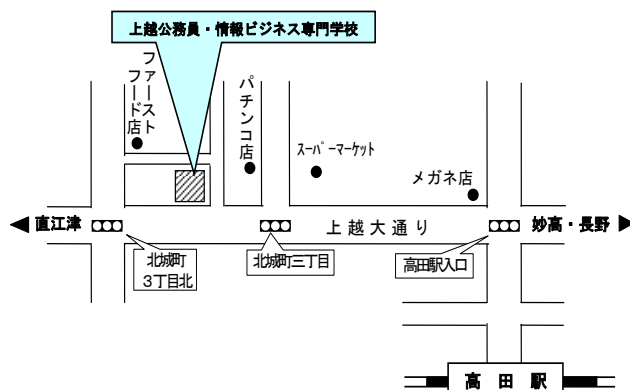 上越公務員・情報ビジネス専門学校
ファースト
フード店
パチンコ店
スーパーマーケット
メガネ店
直江津
上越大通り
妙高・長野
北城町
3丁目北
北城町三丁目
高田駅入口
高田駅